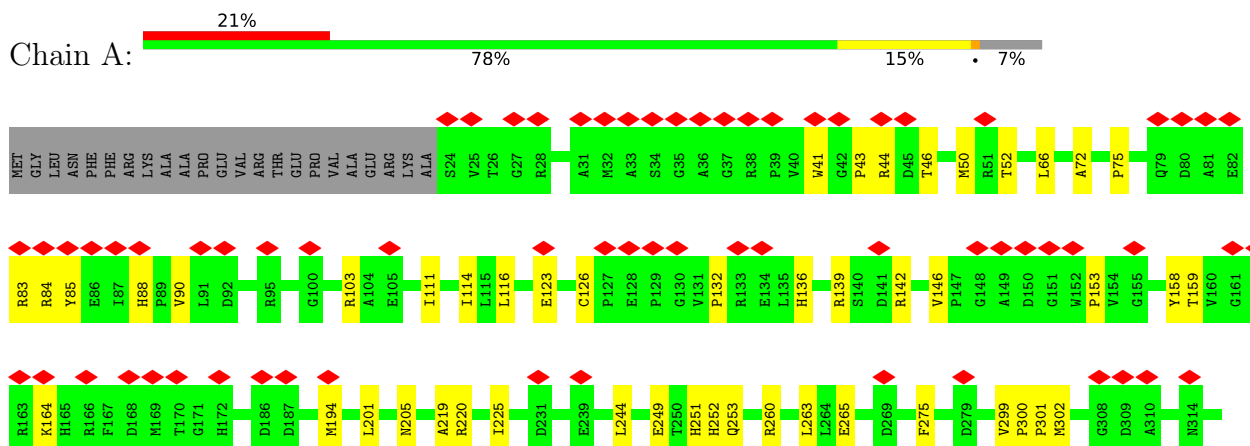 21%
Chain A:
78% 15% • 7%
MET GLY LEU ASN PHE PHE ARG LYS ALA ALA PRO GLU VAL ARG THR GLU PRO VAL ALA GLU ARG LYS ALA S24 V25 T26 G27 R28 A31 M32 A33 S34 G35 A36 G37 R38 P39 V40 W41 G42 P43 R44 D45 T46 M50 R51 T52 L66 A72 P75 Q79 D80 A81 E82
R83 R84 Y85 E86 I87 H88 P89 V90 L91 D92 R95 G100 R103 A104 E105 I111 I114 L115 L116 E123 C126 P127 E128 P129 G130 V131 P132 R133 E134 L135 H136 R139 S140 D141 R142 V146 P147 G148 A149 D150 G151 W152 P153 V154 G155 Y158 T159 V160 G161
R163 K164 H165 R166 F167 D168 M169 T170 G171 H172 D186 D187 M194 L201 N205 A219 R220 I225 D231 E239 L244 E249 T250 H251 H252 Q253 R260 L263 L264 E265 D269 F275 D279 V299 P300 P301 M302 G308 D309 A310 N314